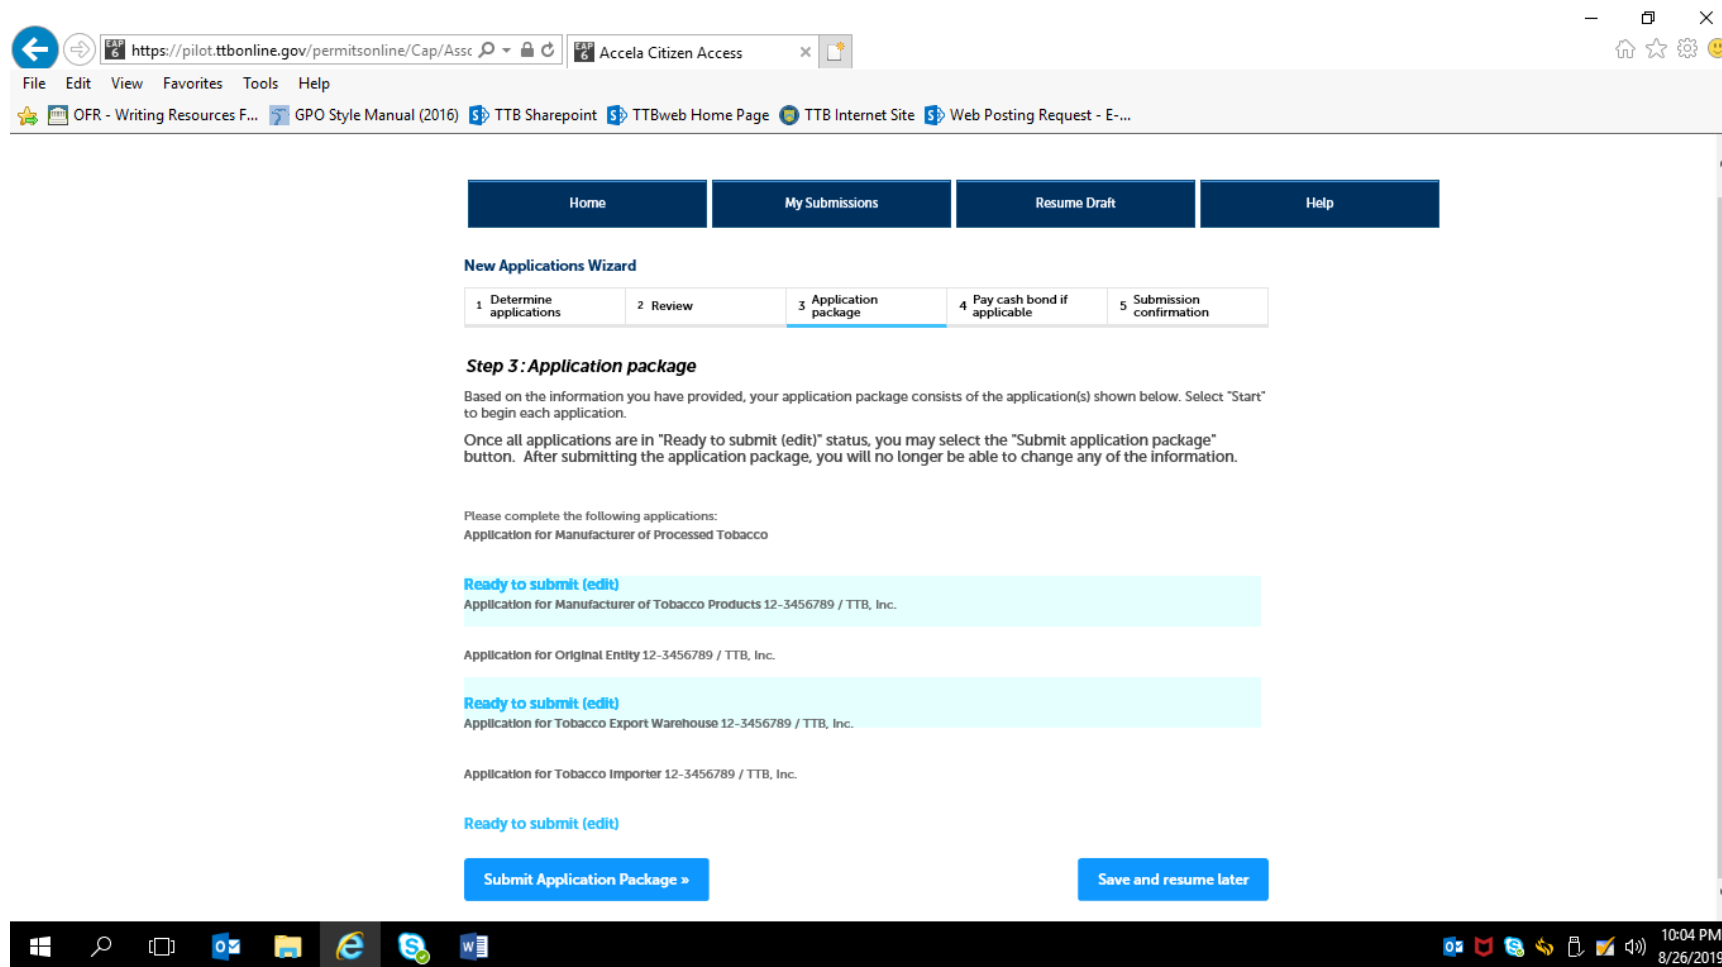 https://pilot.ttbonline.gov/permitsonline/Cap/Assc
Accela Citizen Access
File Edit View Favorites Tools Help
OFR - Writing Resources F... GPO Style Manual (2016) TTB Sharepoint TTBweb Home Page TTB Internet Site Web Posting Request - E-...
Home My Submissions Resume Draft Help
New Applications Wizard
1 Determine applications 2 Review 3 Application package 4 Pay cash bond if applicable 5 Submission confirmation
Step 3: Application package
Based on the information you have provided, your application package consists of the application(s) shown below. Select "Start"
to begin each application.
Once all applications are in "Ready to submit (edit)" status, you may select the "Submit application package"
button. After submitting the application package, you will no longer be able to change any of the information.
Please complete the following applications:
Application for Manufacturer of Processed Tobacco
Ready to submit (edit)
Application for Manufacturer of Tobacco Products 12-3456789 / TTB, Inc.
Application for Original Entity 12-3456789 / TTB, Inc.
Ready to submit (edit)
Application for Tobacco Export Warehouse 12-3456789 / TTB, Inc.
Application for Tobacco Importer 12-3456789 / TTB, Inc.
Ready to submit (edit)
Submit Application Package » Save and resume later
10:04 PM
8/26/2019